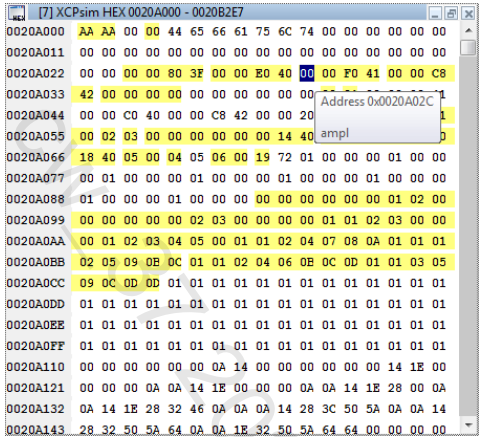 [7] XCPsim HEX 0020A000 - 0020B2E7
0020A000 AA AA 00 00 44 65 66 61 75 6C 74 00 00 00 00 00 00
0020A011 00 00 00 00 00 00 00 00 00 00 00 00 00 00 00 00 00
0020A022 00 00 00 00 80 3F 00 00 E0 40 00 00 F0 41 00 00 C8
0020A033 42 00 00 00 00 00 00 00 00 00 00
Address 0x0020A02C
0020A044 00 00 C0 40 00 00 C8 42 00 00 20
ampl
0020A055 00 02 03 00 00 00 00 00 00 14 40
0020A066 18 40 05 00 04 05 06 00 19 72 01 00 00 00 01 00 00
0020A077 00 01 00 00 00 01 00 00 00 01 00 00 00 01 00 00 00
0020A088 01 00 00 00 01 00 00 00 00 00 00 00 00 00 01 02 00
0020A099 00 00 00 00 00 02 03 00 00 00 00 01 01 02 03 00 00
0020A0AA 00 01 02 03 04 05 00 01 01 02 04 07 08 0A 01 01 01
0020A0BB 02 05 09 0B 0C 01 01 02 04 06 0B 0C 0D 01 01 03 05
0020A0CC 09 0C 0D 0D 01 01 01 01 01 01 01 01 01 01 01 01 01
0020A0DD 01 01 01 01 01 01 01 01 01 01 01 01 01 01 01 01 01
0020A0EE 01 01 01 01 01 01 01 01 01 01 01 01 01 01 01 01 01
0020A0FF 01 01 01 01 01 01 01 01 01 01 01 01 01 01 01 01 01
0020A110 00 00 00 00 00 00 0A 14 00 00 00 00 00 00 14 1E 00
0020A121 00 00 00 0A 0A 14 1E 00 00 00 0A 0A 14 1E 28 00 0A
0020A132 0A 14 1E 28 32 46 0A 0A 0A 14 28 3C 50 5A 0A 0A 14
0020A143 28 32 50 5A 64 0A 0A 1E 32 50 5A 64 64 00 00 00 00